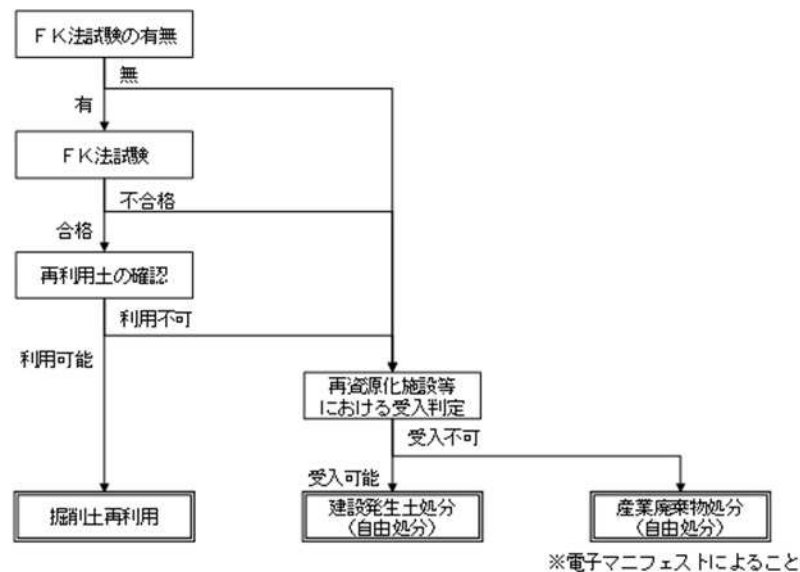 FK法試験の有無
無
有
FK法試験
不合格
合格
再利用土の確認
利用不可
利用可能
再資源化施設等
における受入判定
受入不可
受入可能
掘削土再利用
建設発生土処分
(自由処分)
産業廃棄物処分
(自由処分)
※電子マニフェストによること